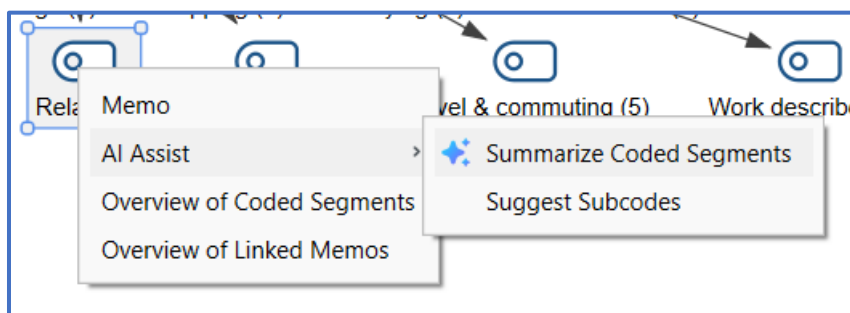 Rela
vel & commuting (5)
Work describe
Memo
AI Assist
Summarize Coded Segments
Overview of Coded Segments
Suggest Subcodes
Overview of Linked Memos